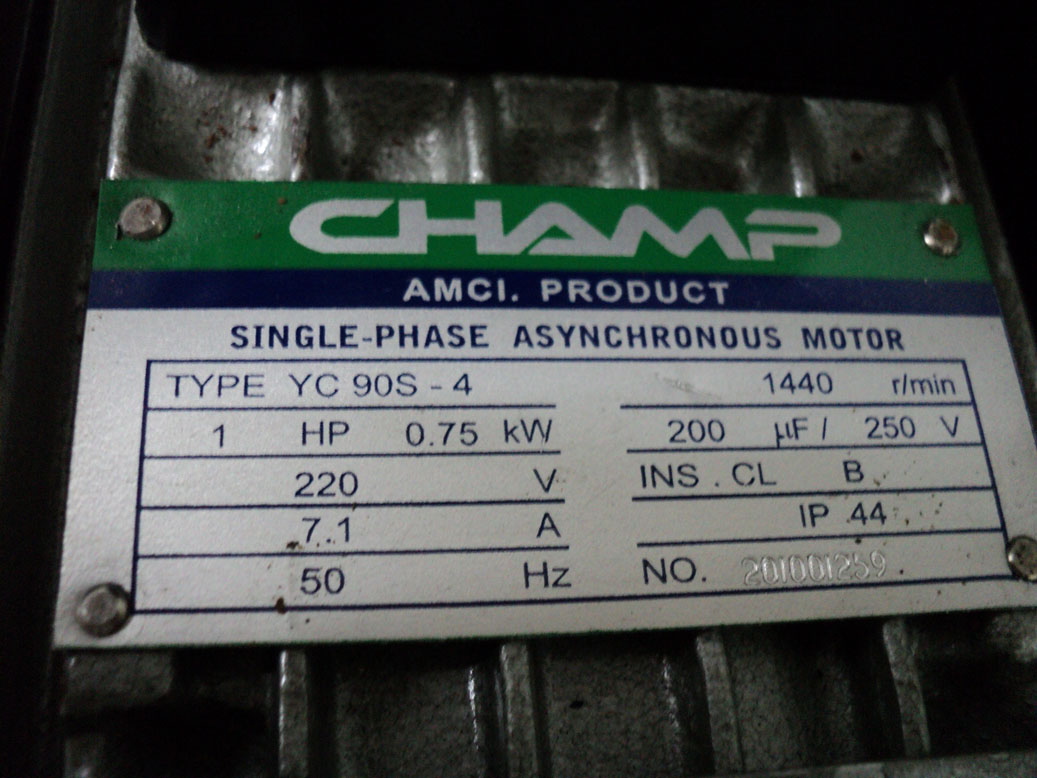 CHAMP
AMCI. PRODUCT
SINGLE-PHASE ASYNCHRONOUS MOTOR
TYPE YC 90S - 4 1440 r/min
1 HP 0.75 kW 200 µF / 250 V
220 V INS . CL B
7.1 A IP 44
50 Hz NO. 201001259